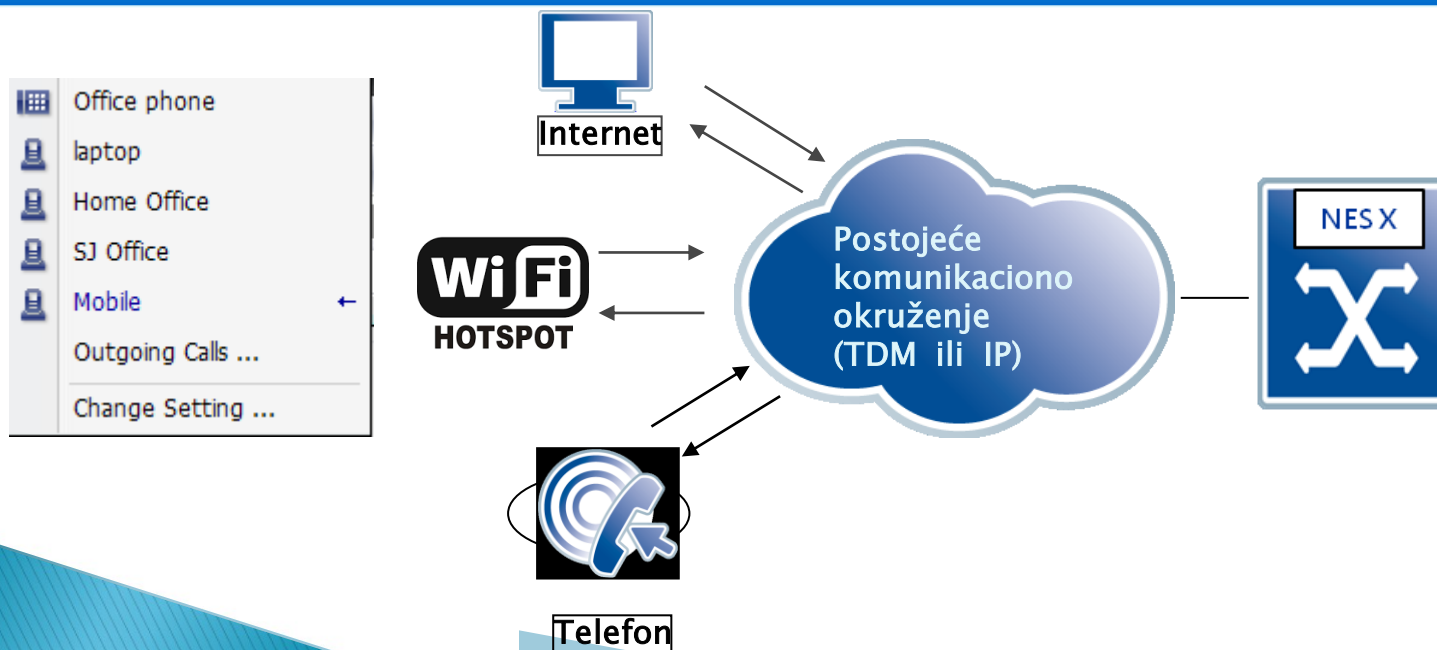 Office phone
laptop
Home Office
SJ Office
Mobile ←
Outgoing Calls ...
Change Setting ...
Internet
WiFi
HOTSPOT
Telefon
Postojeće
komunikaciono
okruženje
(TDM ili IP)
NES X